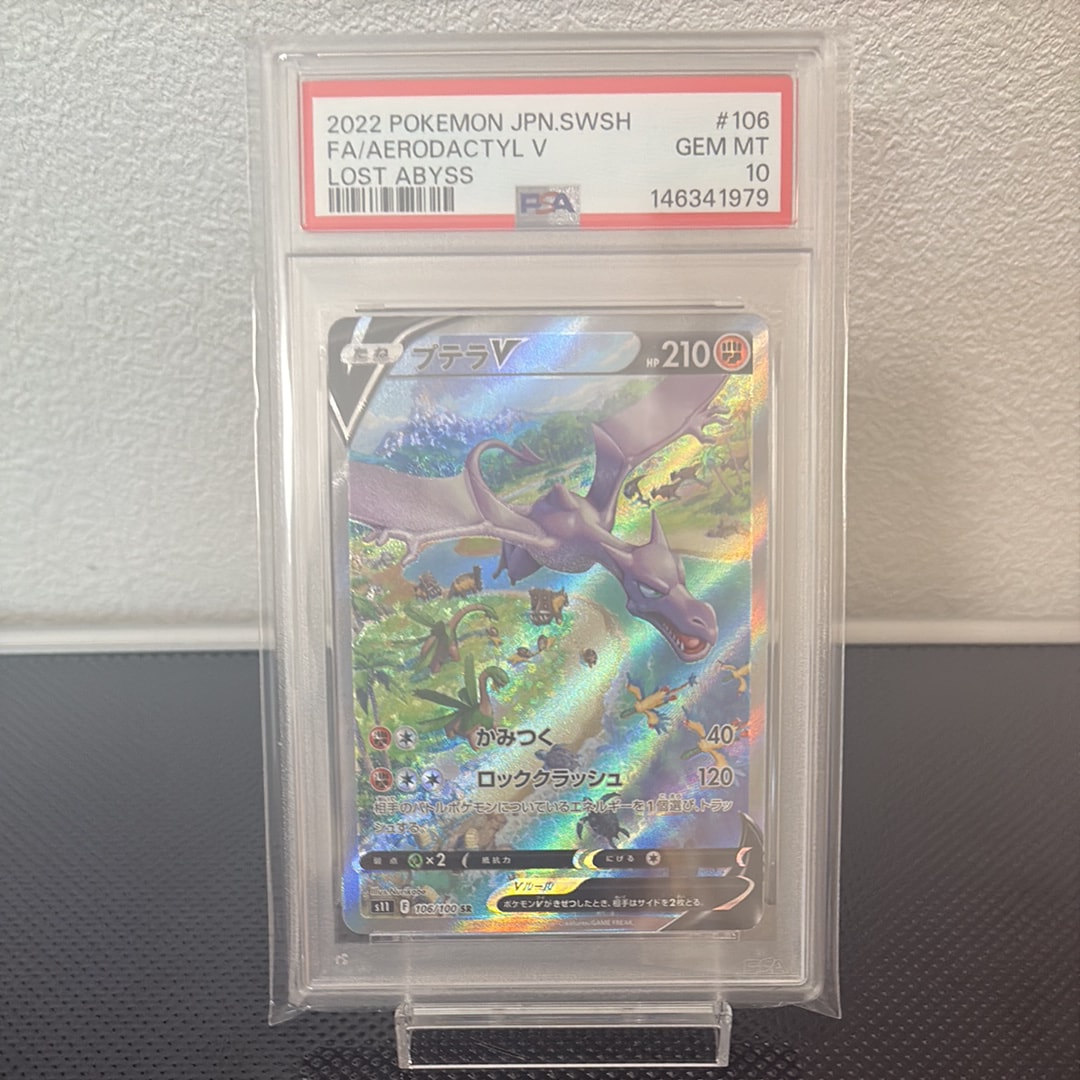 2022 POKEMON JPN.SWSH #106
FA/AERODACTYL V GEM MT
LOST ABYSS 10
PSA 146341979
たね プテラV HP 210
かみつく 40
ロッククラッシュ 120
相手のバトルポケモンについているエネルギーを1個選び、トラッ
シュする。
弱点 ×2 抵抗力 にげる
Vルール
ポケモンVがきぜつしたとき、相手はサイドを2枚とる。
s11 F 106/100 SR